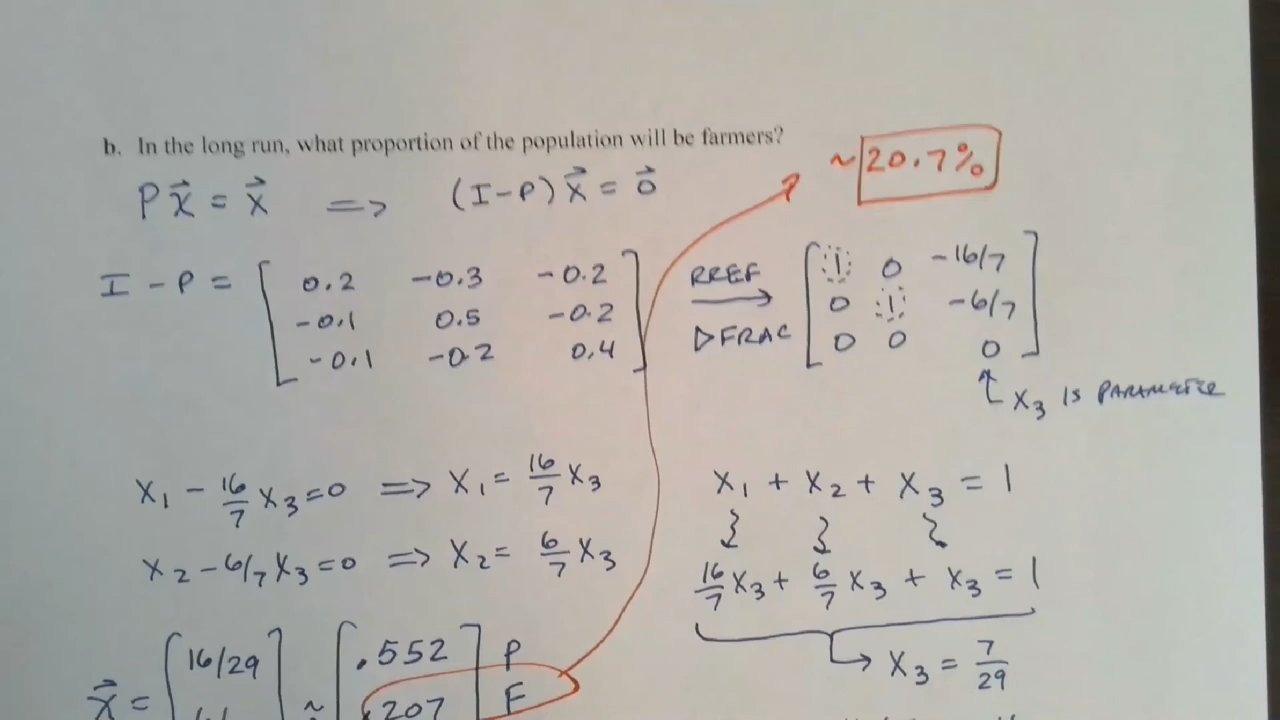 b. In the long run, what proportion of the population will be farmers?
~ 20.7%
Px⃗ = x⃗ => (I-P)x⃗ = 0⃗
I - P = [ 0.2 -0.3 -0.2
-0.1 0.5 -0.2
-0.1 -0.2 0.4 ]
RREF
▷FRAC
[ 1 0 -16/7
0 1 -6/7
0 0 0 ]
X₃ IS PARAMETER
X₁ - 16/7 X₃ = 0 => X₁ = 16/7 X₃
X₂ - 6/7 X₃ = 0 => X₂ = 6/7 X₃
X₁ + X₂ + X₃ = 1
16/7 X₃ + 6/7 X₃ + X₃ = 1
X₃ = 7/29
x⃗ = [ 16/29 ] ~ [ .552 ] P
.207 F